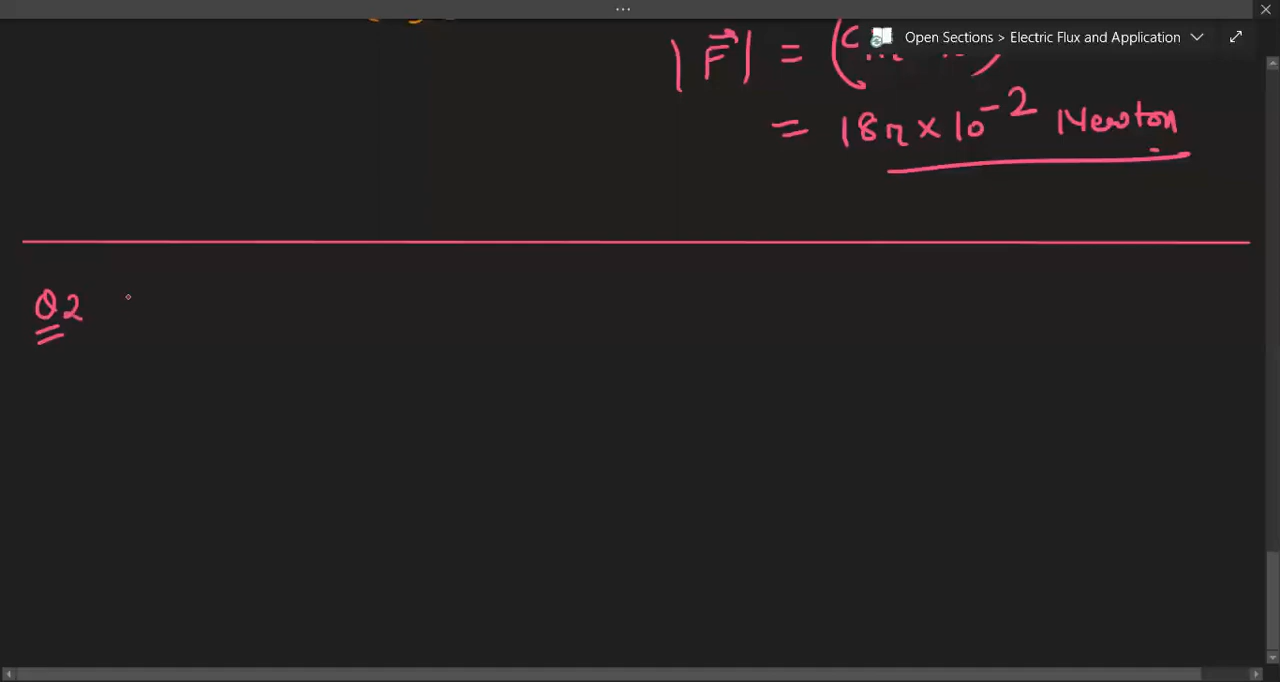 Open Sections > Electric Flux and Application
|F⃗| = (
= 18π × 10⁻² Newton
Q2